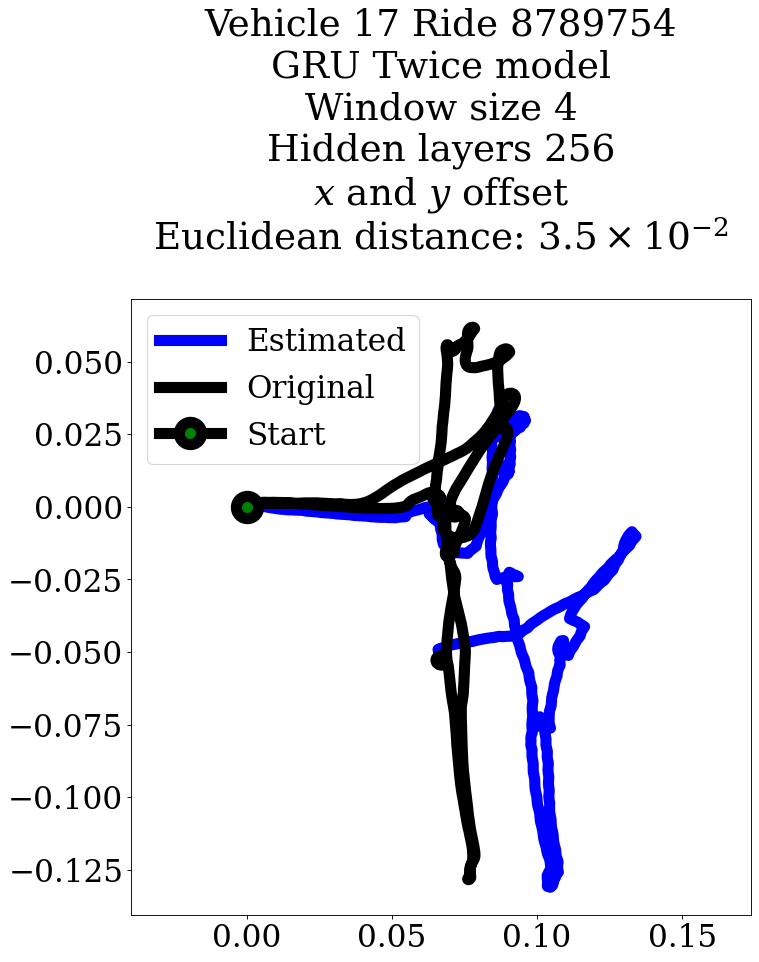 Vehicle 17 Ride 8789754
GRU Twice model
Window size 4
Hidden layers 256
x and y offset
Euclidean distance: 3.5 × 10⁻²
Estimated
Original
Start
0.050
0.025
0.000
−0.025
−0.050
−0.075
−0.100
−0.125
0.00 0.05 0.10 0.15